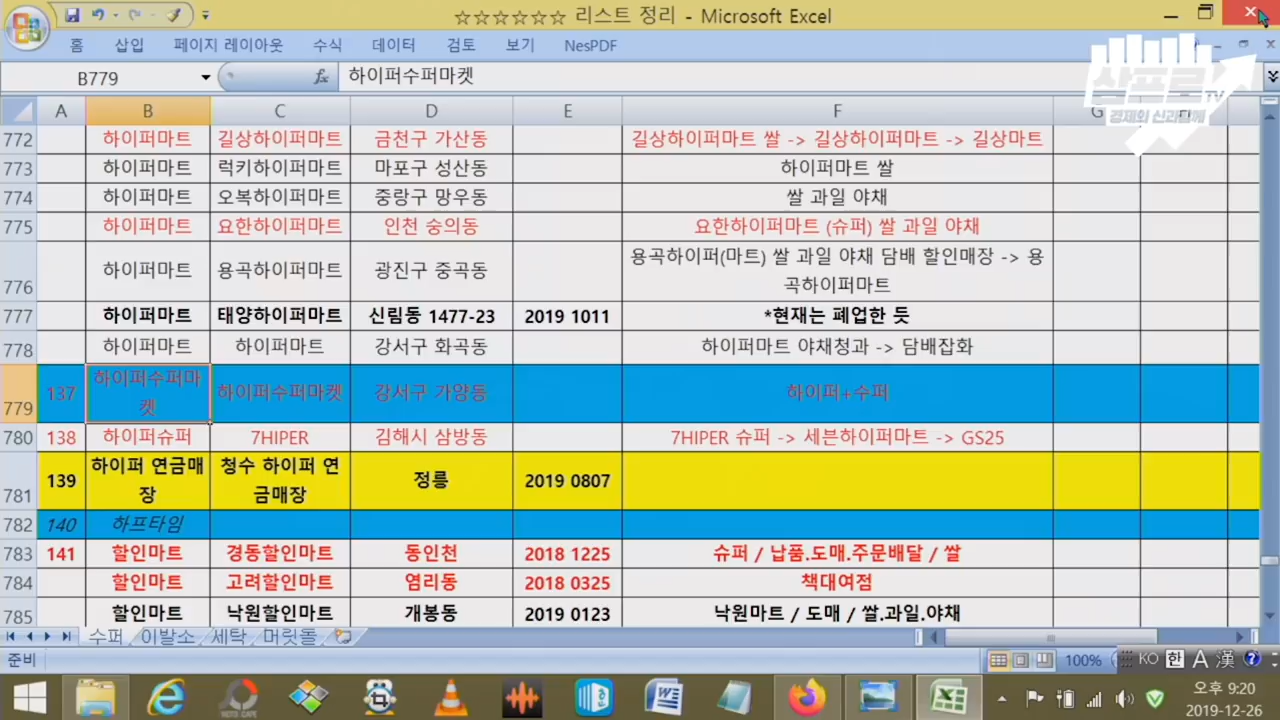 ☆☆☆☆☆☆ 리스트 정리 - Microsoft Excel
홈 삽입 페이지 레이아웃 수식 데이터 검토 보기 NesPDF
B779 fx 하이퍼수퍼마켓
삼프로TV
경제의 신과함께
A B C D E F G H
772 하이퍼마트 길상하이퍼마트 금천구 가산동 길상하이퍼마트 쌀 -> 길상하이퍼마트 -> 길상마트
773 하이퍼마트 럭키하이퍼마트 마포구 성산동 하이퍼마트 쌀
774 하이퍼마트 오복하이퍼마트 중랑구 망우동 쌀 과일 야채
775 하이퍼마트 요한하이퍼마트 인천 숭의동 요한하이퍼마트 (슈퍼) 쌀 과일 야채
776 하이퍼마트 용곡하이퍼마트 광진구 중곡동 용곡하이퍼(마트) 쌀 과일 야채 담배 할인매장 -> 용
곡하이퍼마트
777 하이퍼마트 태양하이퍼마트 신림동 1477-23 2019 1011 *현재는 폐업한 듯
778 하이퍼마트 하이퍼마트 강서구 화곡동 하이퍼마트 야채청과 -> 담배잡화
779 137 하이퍼수퍼마
켓 하이퍼수퍼마켓 강서구 가양동 하이퍼+수퍼
780 138 하이퍼슈퍼 7HIPER 김해시 삼방동 7HIPER 슈퍼 -> 세븐하이퍼마트 -> GS25
781 139 하이퍼 연금매
장 청수 하이퍼 연
금매장 정릉 2019 0807
782 140 하프타임
783 141 할인마트 경동할인마트 동인천 2018 1225 슈퍼 / 납품.도매.주문배달 / 쌀
784 할인마트 고려할인마트 염리동 2018 0325 책대여점
785 할인마트 낙원할인마트 개봉동 2019 0123 낙원마트 / 도매 / 쌀.과일.야채
수퍼 이발소 세탁 머릿돌
준비 100% KO 한 A 漢
오후 9:20
2019-12-26